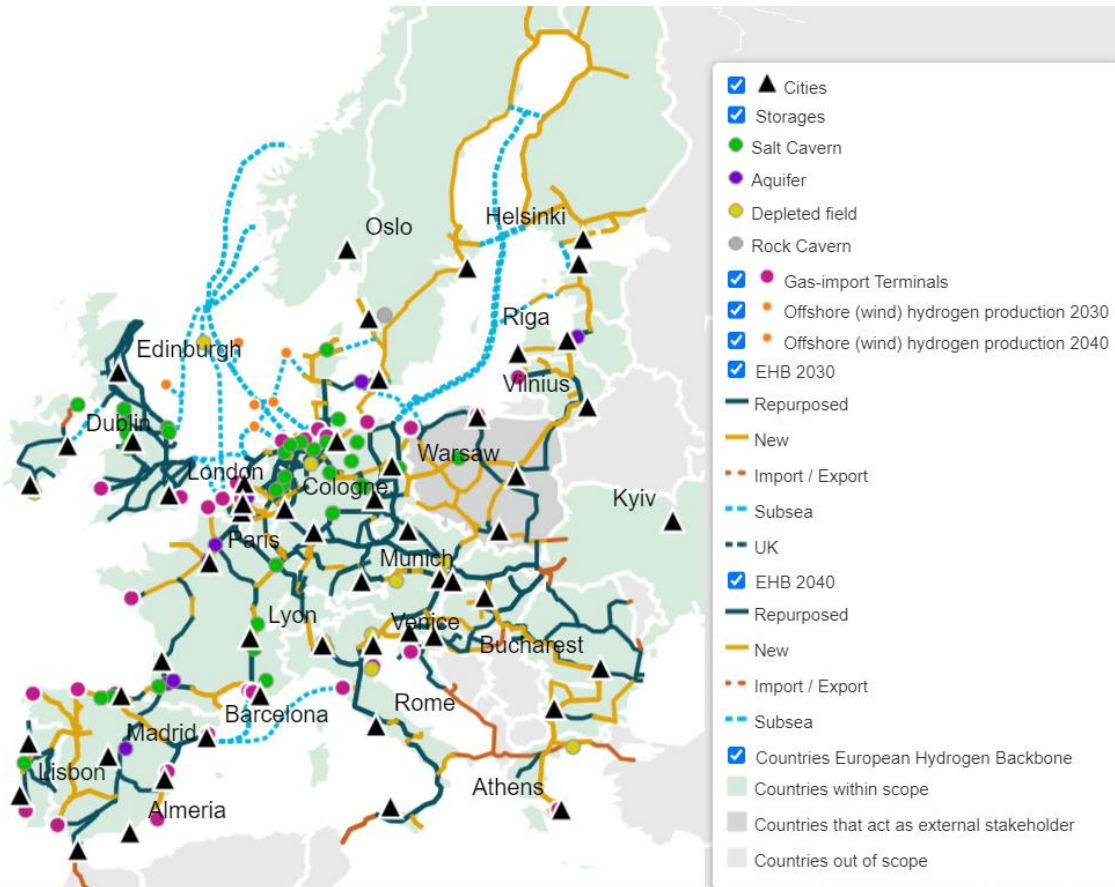 Cities
Storages
Salt Cavern
Aquifer
Depleted field
Rock Cavern
Gas-import Terminals
Offshore (wind) hydrogen production 2030
Offshore (wind) hydrogen production 2040
EHB 2030
Repurposed
New
Import / Export
Subsea
UK
EHB 2040
Repurposed
New
Import / Export
Subsea
Countries European Hydrogen Backbone
Countries within scope
Countries that act as external stakeholder
Countries out of scope
Oslo
Helsinki
Riga
Edinburgh
Vilnius
Dublin
London
Warsaw
Cologne
Kyiv
Paris
Munich
Lyon
Venice
Bucharest
Rome
Barcelona
Madrid
Lisbon
Athens
Almeria